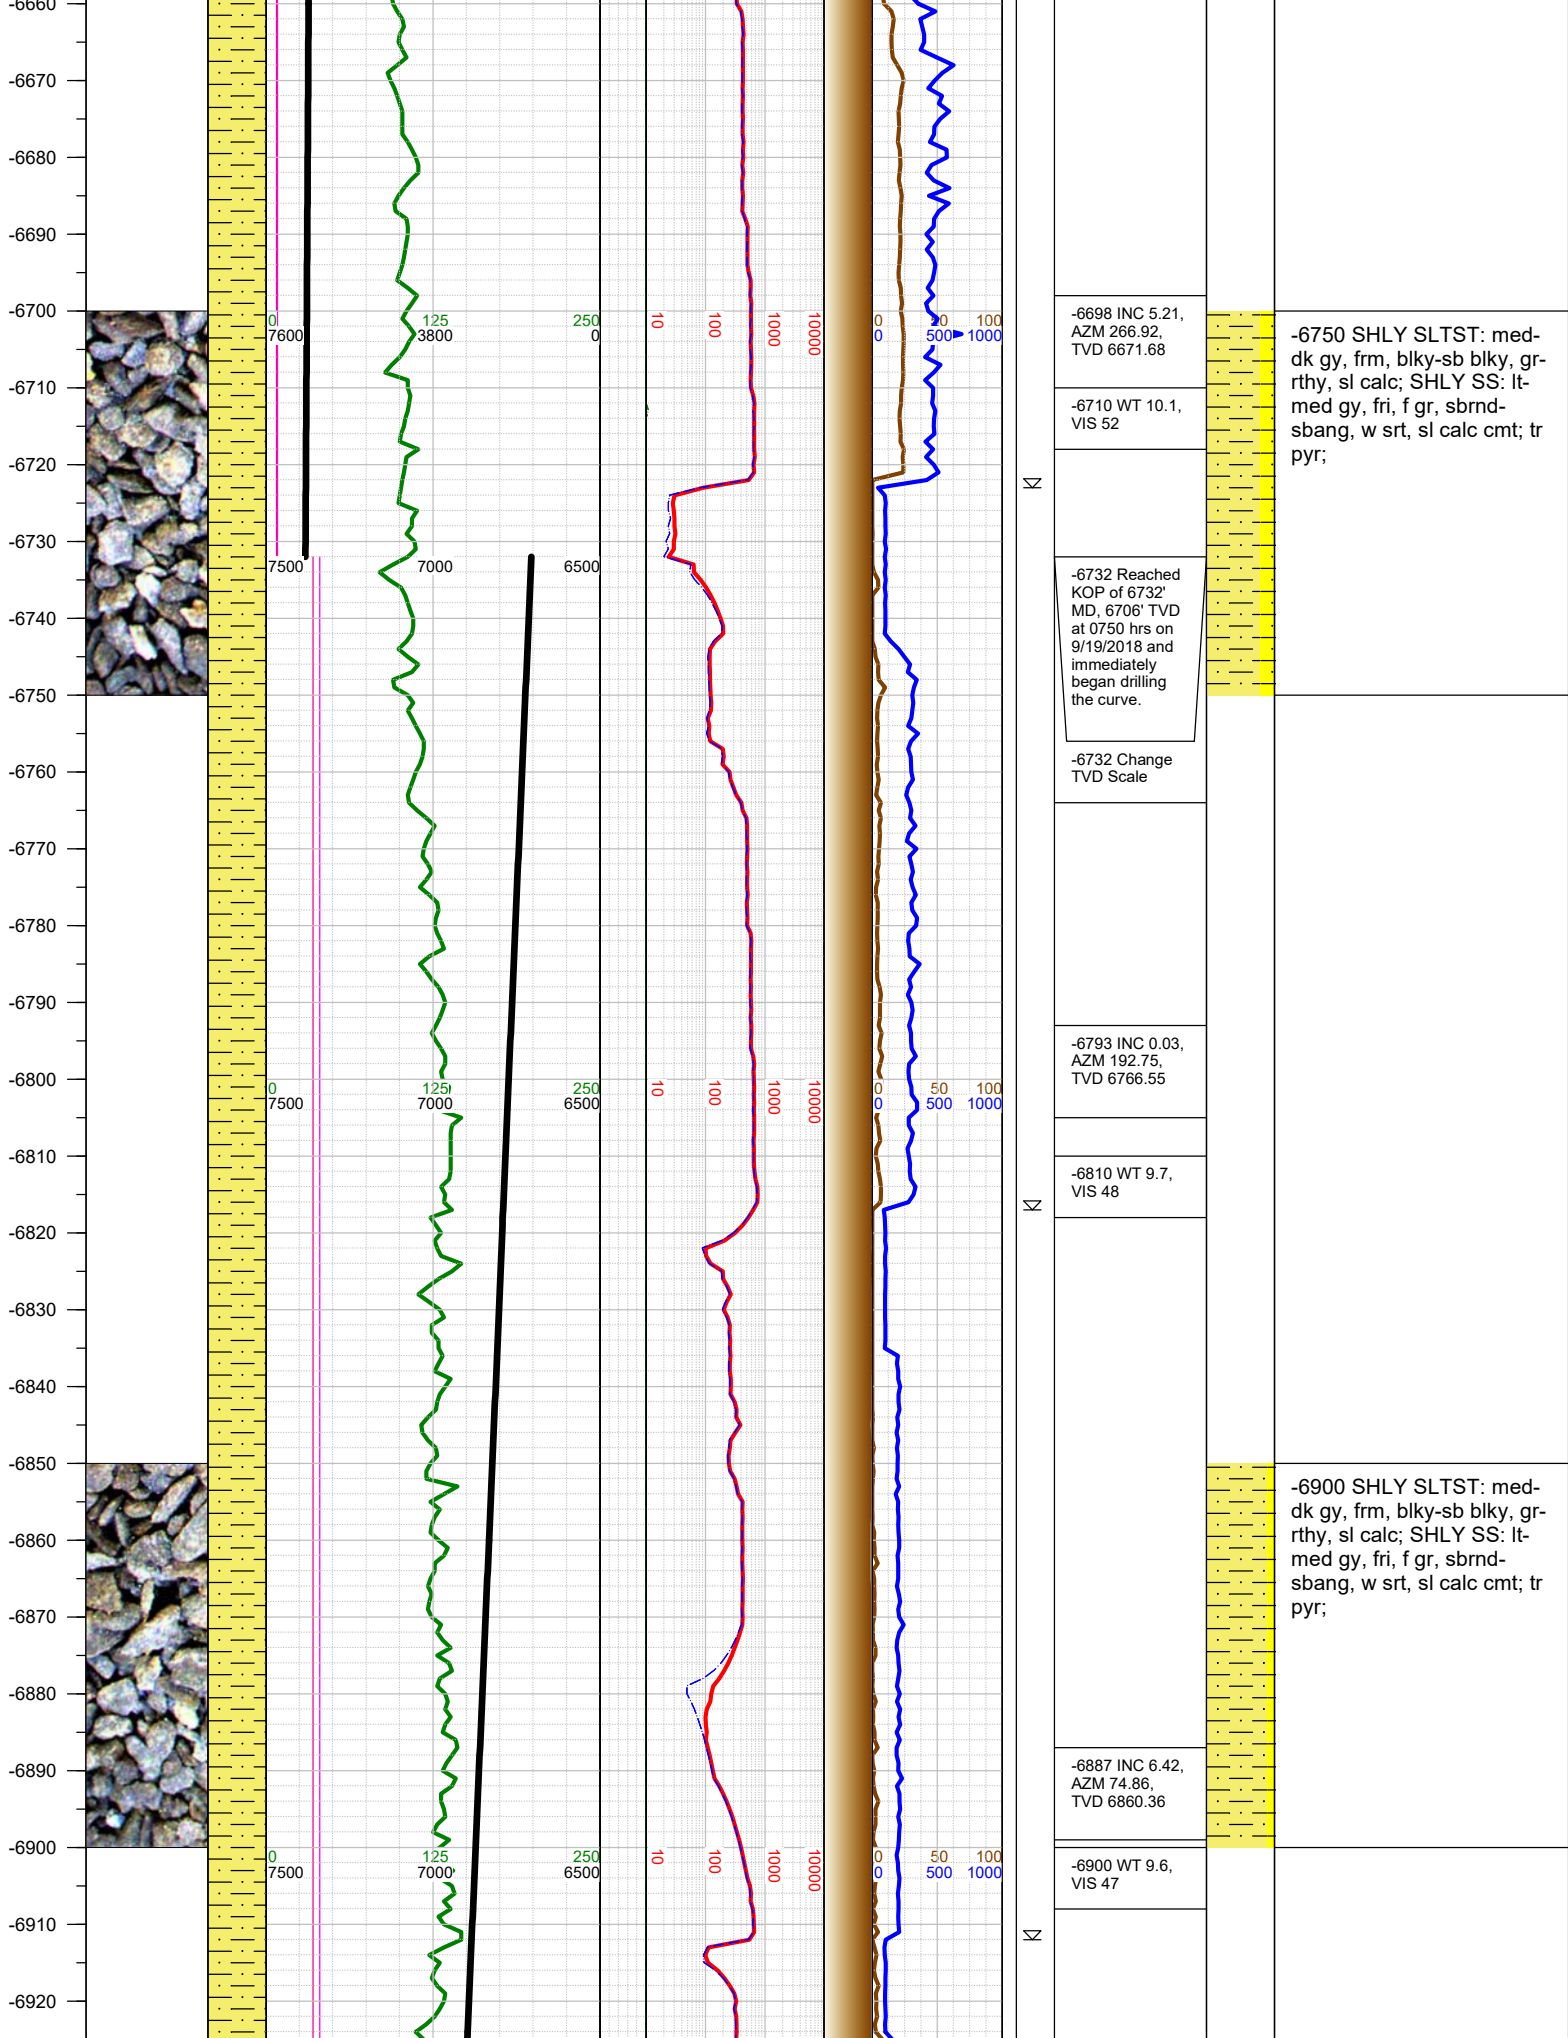 -6660
-6670
-6680
-6690
-6700
-6710
-6720
-6730
-6740
-6750
-6760
-6770
-6780
-6790
-6800
-6810
-6820
-6830
-6840
-6850
-6860
-6870
-6880
-6890
-6900
-6910
-6920
0 125 250
7600 3800 0
10 100 1000 10000
0 50 100
0 500 1000
7500 7000 6500
0 125 250
7500 7000 6500
10 100 1000 10000
0 50 100
0 500 1000
0 125 250
7500 7000 6500
10 100 1000 10000
0 50 100
0 500 1000
-6698 INC 5.21,
AZM 266.92,
TVD 6671.68
-6710 WT 10.1,
VIS 52
-6732 Reached
KOP of 6732'
MD, 6706' TVD
at 0750 hrs on
9/19/2018 and
immediately
began drilling
the curve.
-6732 Change
TVD Scale
-6793 INC 0.03,
AZM 192.75,
TVD 6766.55
-6810 WT 9.7,
VIS 48
-6887 INC 6.42,
AZM 74.86,
TVD 6860.36
-6900 WT 9.6,
VIS 47
-6750 SHLY SLTST: med-
dk gy, frm, blky-sb blky, gr-
rthy, sl calc; SHLY SS: lt-
med gy, fri, f gr, sbrnd-
sbang, w srt, sl calc cmt; tr
pyr;
-6900 SHLY SLTST: med-
dk gy, frm, blky-sb blky, gr-
rthy, sl calc; SHLY SS: lt-
med gy, fri, f gr, sbrnd-
sbang, w srt, sl calc cmt; tr
pyr;